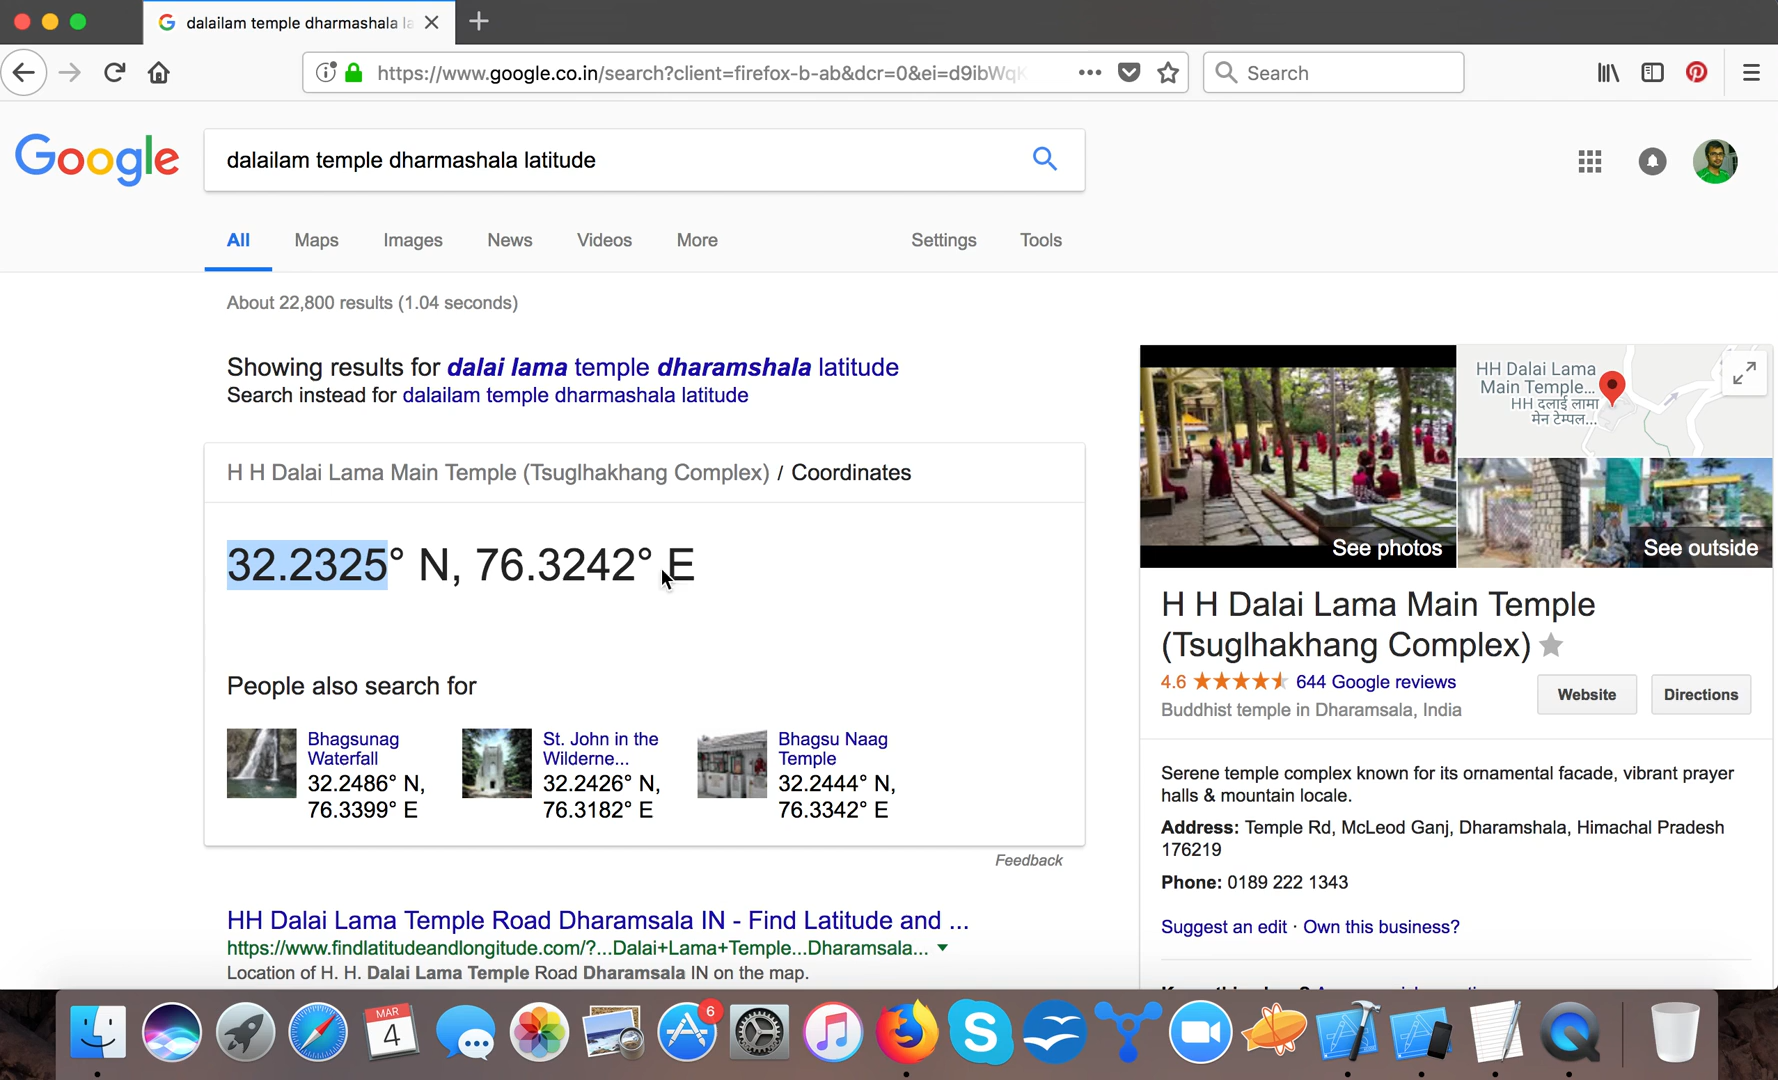 dalailam temple dharmashala la
https://www.google.co.in/search?client=firefox-b-ab&dcr=0&ei=d9ibWqK
Search
Google
dalailam temple dharmashala latitude
All Maps Images News Videos More Settings Tools
About 22,800 results (1.04 seconds)
Showing results for dalai lama temple dharamshala latitude
Search instead for dalailam temple dharmashala latitude
H H Dalai Lama Main Temple (Tsuglhakhang Complex) / Coordinates
32.2325° N, 76.3242° E
People also search for
Bhagsunag
Waterfall
32.2486° N,
76.3399° E
St. John in the
Wilderne...
32.2426° N,
76.3182° E
Bhagsu Naag
Temple
32.2444° N,
76.3342° E
Feedback
HH Dalai Lama Temple Road Dharamsala IN - Find Latitude and ...
https://www.findlatitudeandlongitude.com/?...Dalai+Lama+Temple...Dharamsala...
Location of H. H. Dalai Lama Temple Road Dharamsala IN on the map.
HH Dalai Lama
Main Temple...
HH दलाई लामा
मेन टेम्पल...
See photos
See outside
H H Dalai Lama Main Temple
(Tsuglhakhang Complex)
4.6 644 Google reviews
Buddhist temple in Dharamsala, India
Website
Directions
Serene temple complex known for its ornamental facade, vibrant prayer
halls & mountain locale.
Address: Temple Rd, McLeod Ganj, Dharamshala, Himachal Pradesh
176219
Phone: 0189 222 1343
Suggest an edit · Own this business?
MAR
4
6
S